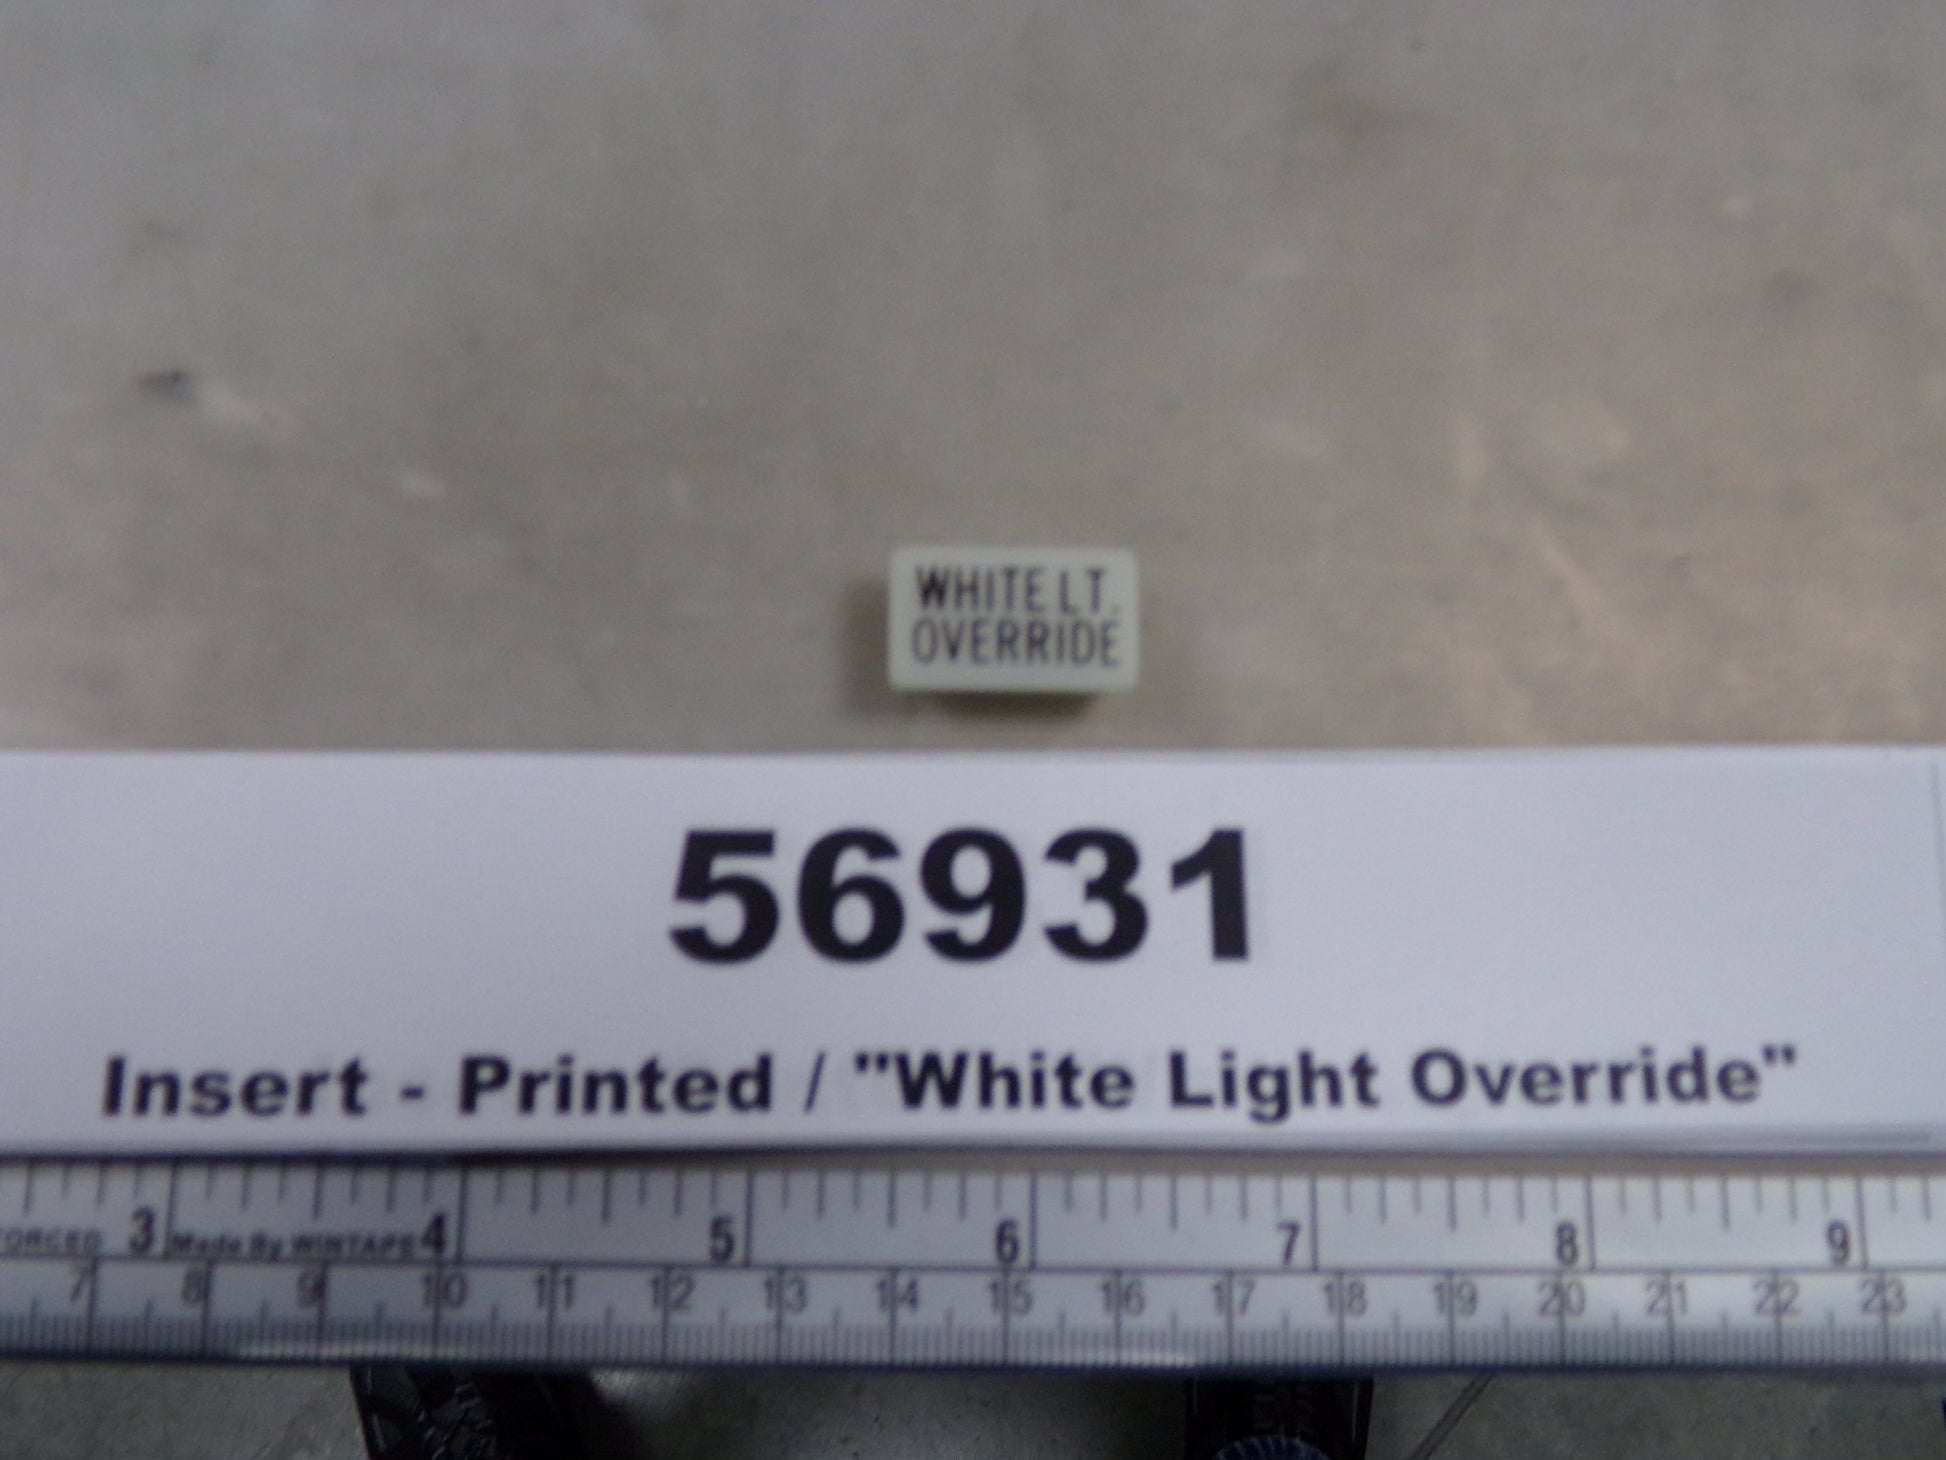 WHITE LT.
OVERRIDE
56931
Insert - Printed / "White Light Override"
3 4 5 6 7 8 9
ORCED Made By WINTAPE
7 8 9 10 11 12 13 14 15 16 17 18 19 20 21 22 23